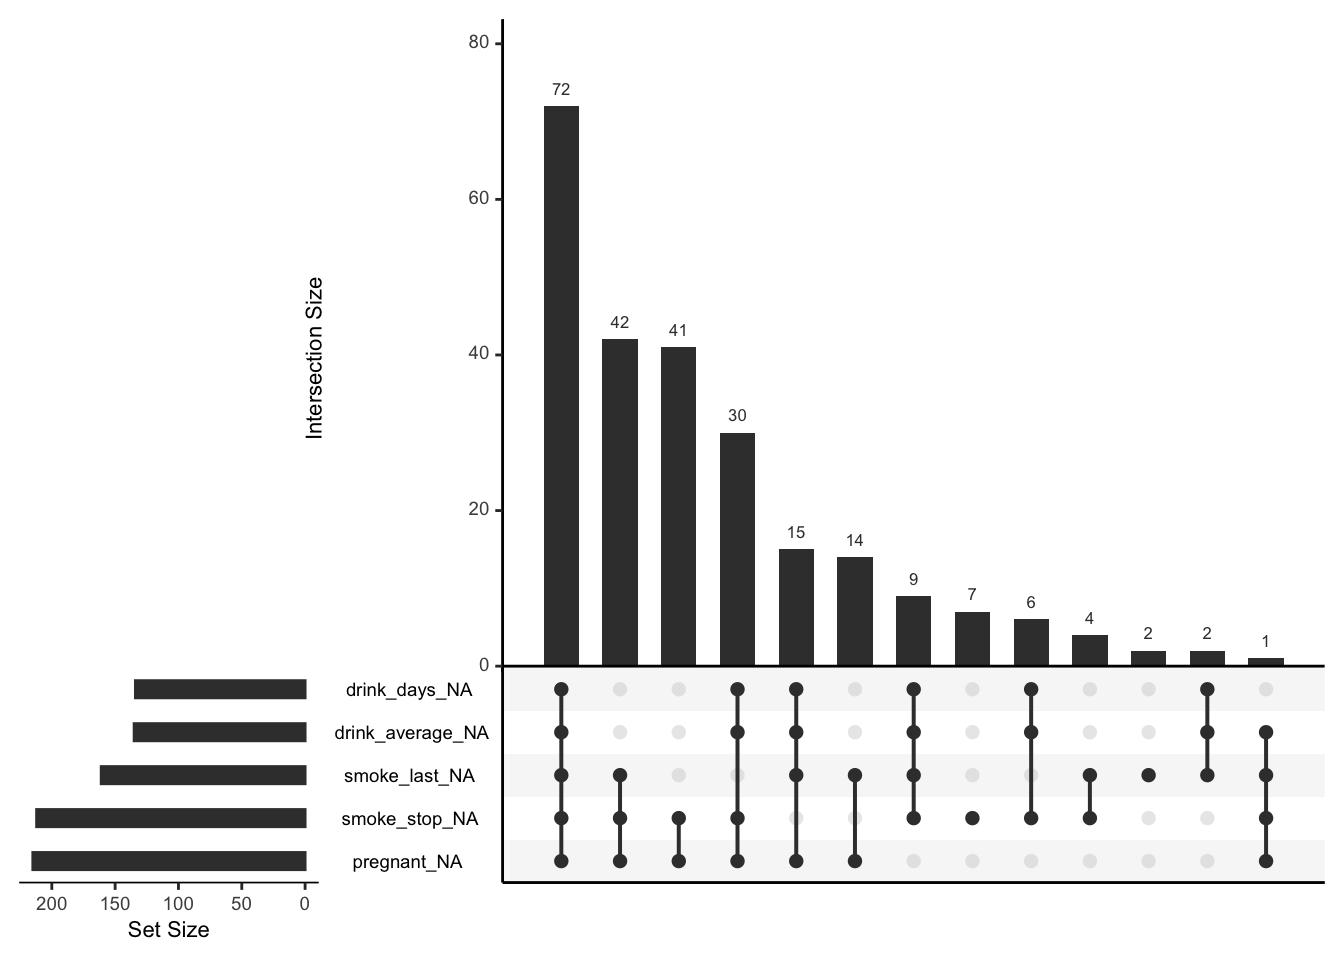 80
60
40
20
0
Intersection Size
72
42
41
30
15
14
9
7
6
4
2
2
1
drink_days_NA
drink_average_NA
smoke_last_NA
smoke_stop_NA
pregnant_NA
200 150 100 50 0
Set Size